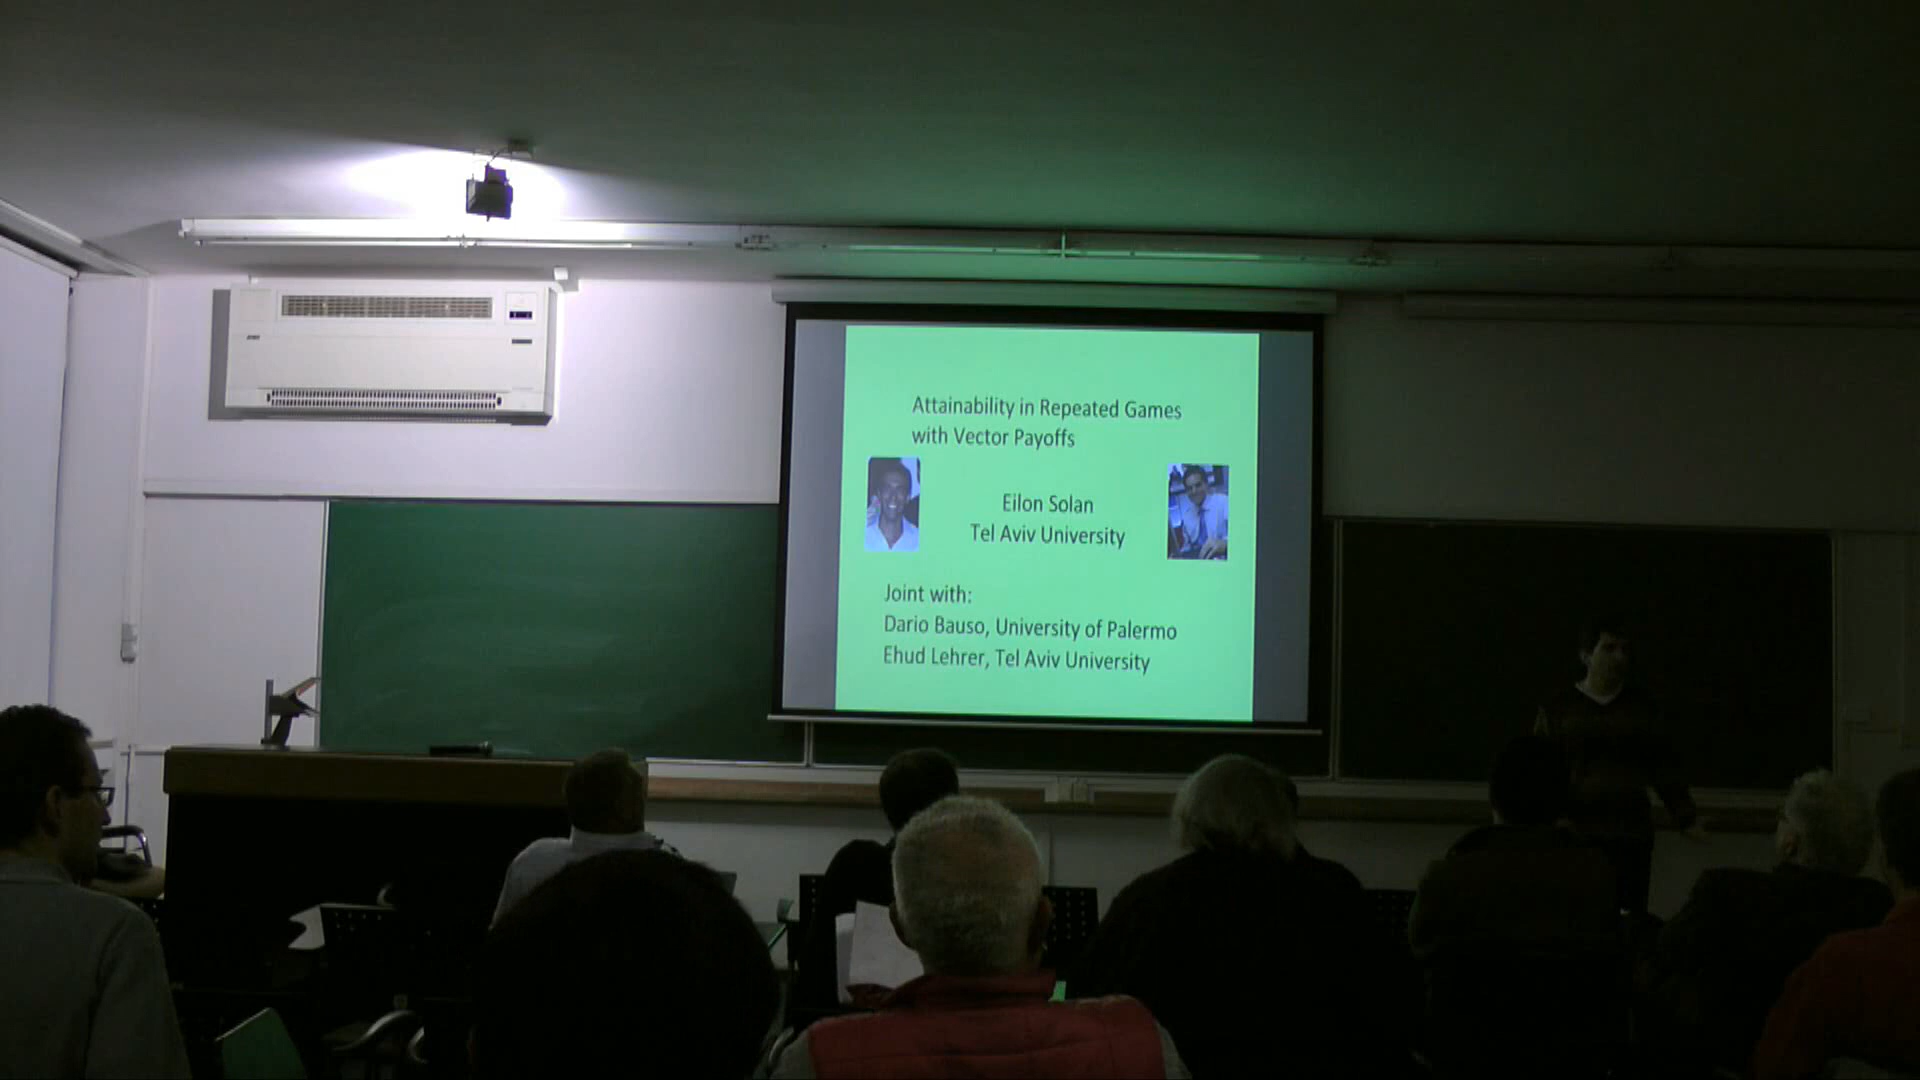 Attainability in Repeated Games
with Vector Payoffs
Eilon Solan
Tel Aviv University
Joint with:
Dario Bauso, University of Palermo
Ehud Lehrer, Tel Aviv University